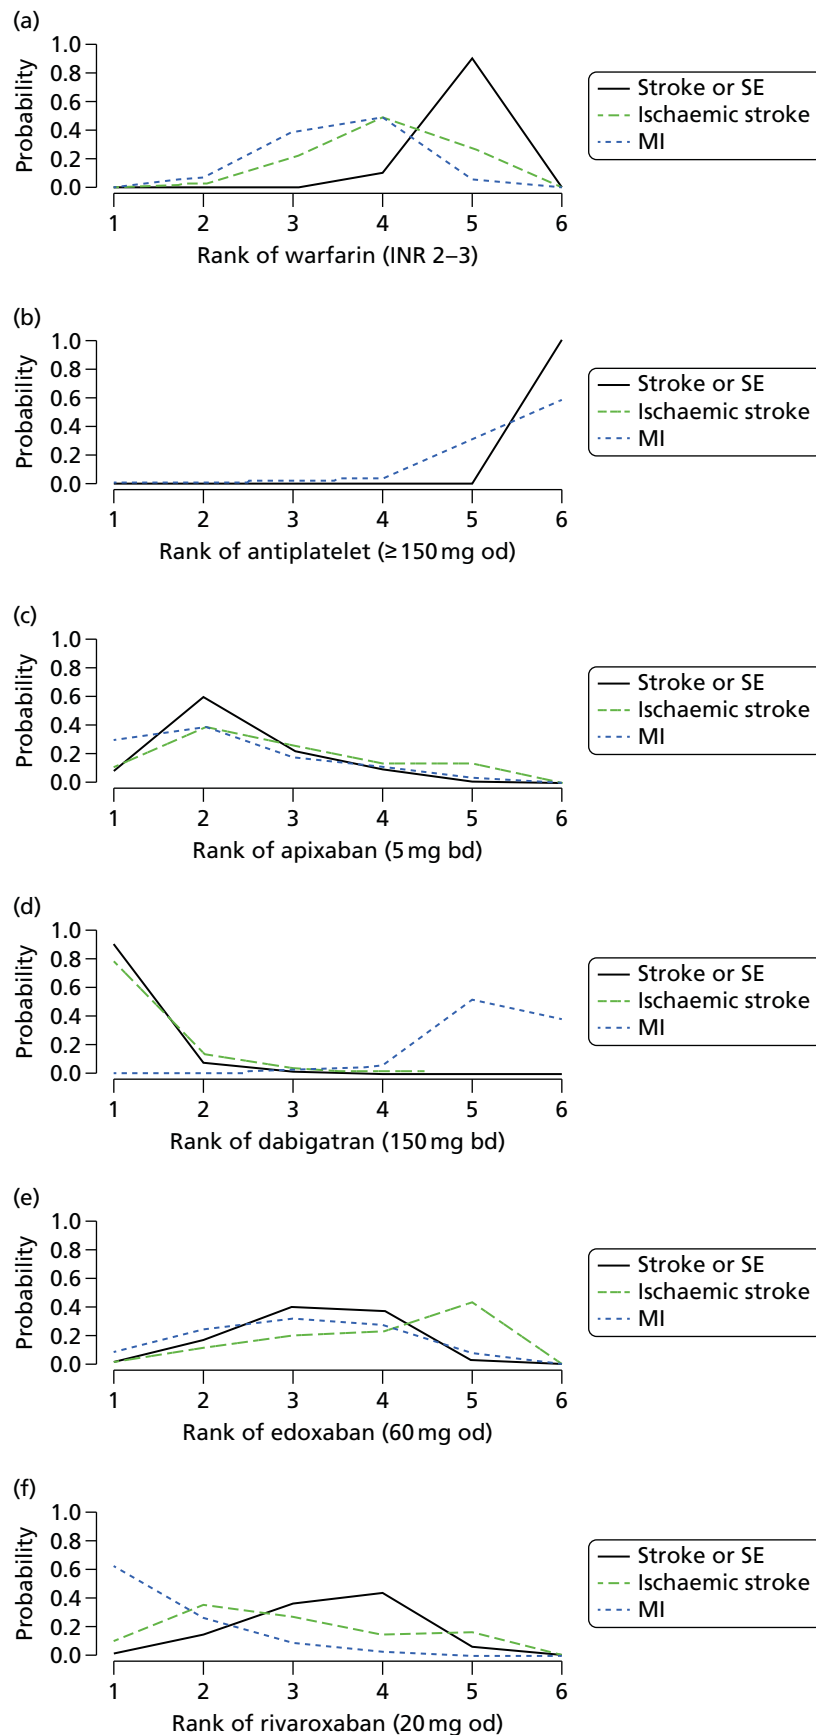 (a)
1.0
0.8
0.6
0.4
0.2
0.0
Probability
1 2 3 4 5 6
Rank of warfarin (INR 2–3)
Stroke or SE
Ischaemic stroke
MI
(b)
1.0
0.8
0.6
0.4
0.2
0.0
Probability
1 2 3 4 5 6
Rank of antiplatelet (≥ 150 mg od)
Stroke or SE
Ischaemic stroke
MI
(c)
1.0
0.8
0.6
0.4
0.2
0.0
Probability
1 2 3 4 5 6
Rank of apixaban (5 mg bd)
Stroke or SE
Ischaemic stroke
MI
(d)
1.0
0.8
0.6
0.4
0.2
0.0
Probability
1 2 3 4 5 6
Rank of dabigatran (150 mg bd)
Stroke or SE
Ischaemic stroke
MI
(e)
1.0
0.8
0.6
0.4
0.2
0.0
Probability
1 2 3 4 5 6
Rank of edoxaban (60 mg od)
Stroke or SE
Ischaemic stroke
MI
(f)
1.0
0.8
0.6
0.4
0.2
0.0
Probability
1 2 3 4 5 6
Rank of rivaroxaban (20 mg od)
Stroke or SE
Ischaemic stroke
MI